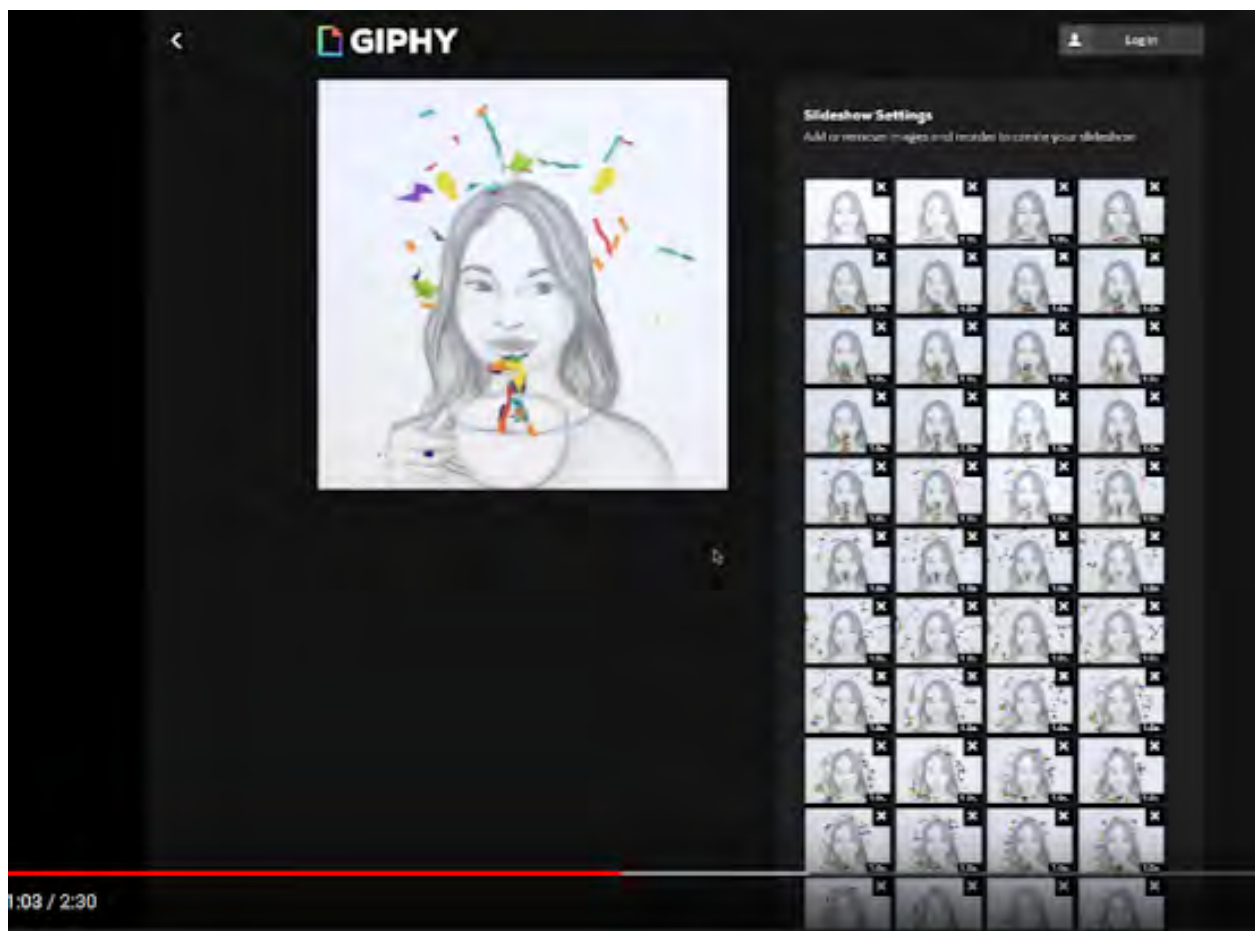 GIPHY
Log In
Slideshow Settings
Add or remove images and reorder to create your slideshow
1:03 / 2:30